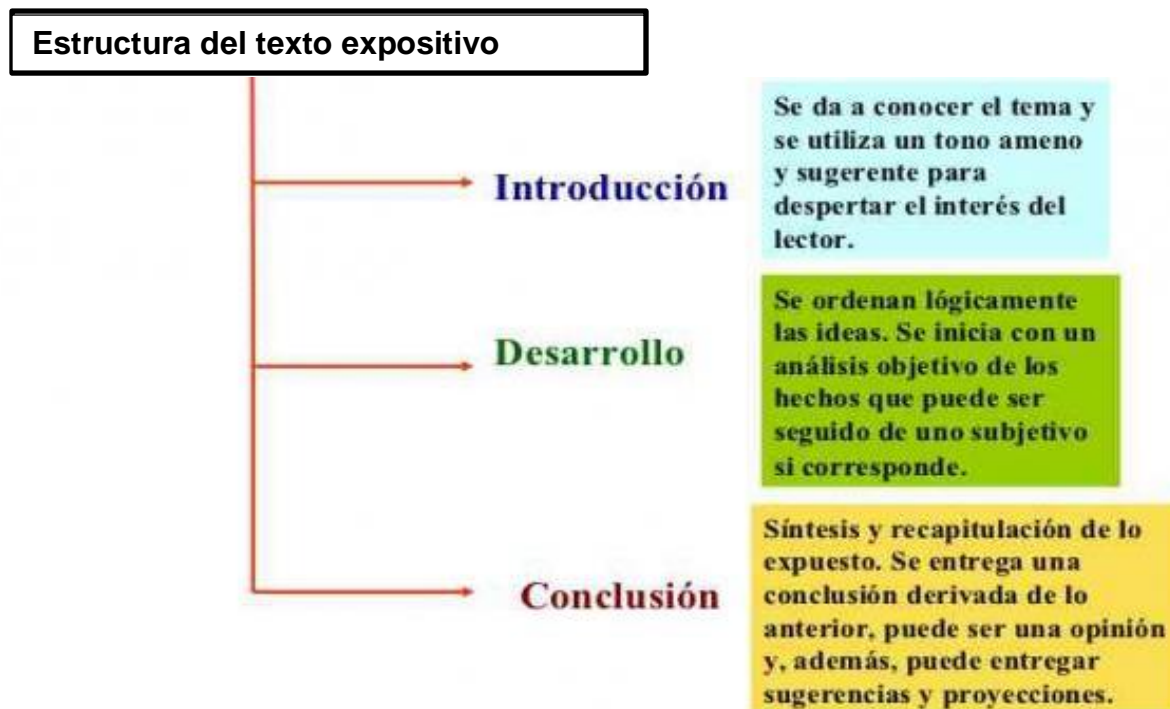 Estructura del texto expositivo
Introducción
Se da a conocer el tema y
se utiliza un tono ameno
y sugerente para
despertar el interés del
lector.
Desarrollo
Se ordenan lógicamente
las ideas. Se inicia con un
análisis objetivo de los
hechos que puede ser
seguido de uno subjetivo
si corresponde.
Conclusión
Síntesis y recapitulación de lo
expuesto. Se entrega una
conclusión derivada de lo
anterior, puede ser una opinión
y, además, puede entregar
sugerencias y proyecciones.